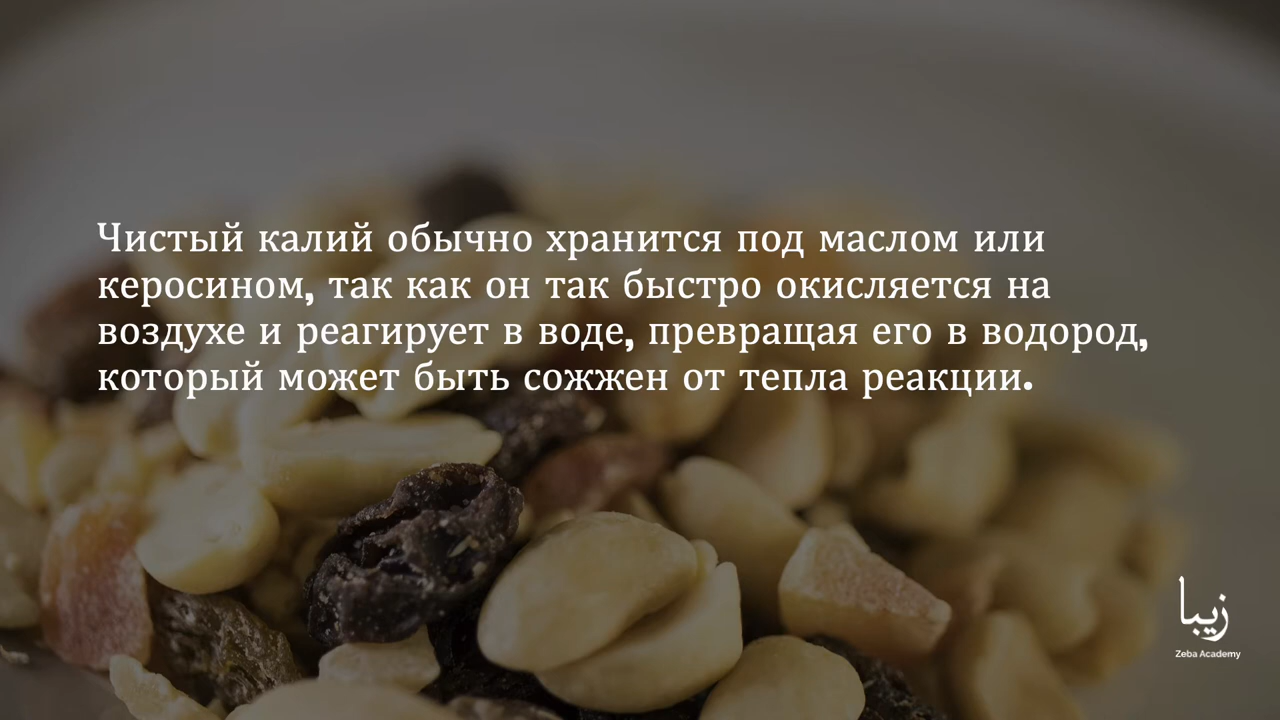 Чистый калий обычно хранится под маслом или
керосином, так как он так быстро окисляется на
воздухе и реагирует в воде, превращая его в водород,
который может быть сожжен от тепла реакции.
زيبا
Zeba Academy